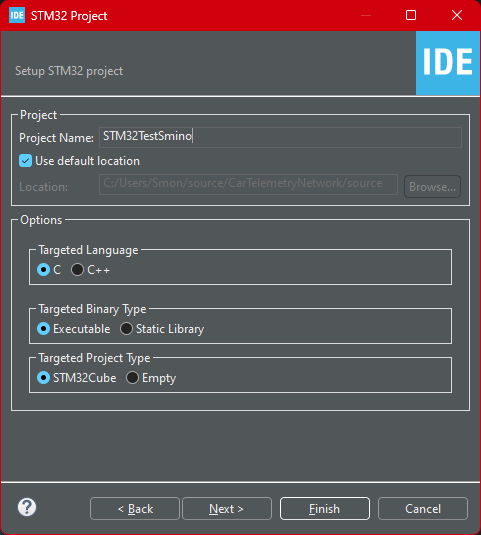 IDE STM32 Project
Setup STM32 project
IDE
Project
Project Name: STM32TestSmino
Use default location
Location: C:/Users/Smon/source/CarTelemetryNetwork/source Browse...
Options
Targeted Language
C C++
Targeted Binary Type
Executable Static Library
Targeted Project Type
STM32Cube Empty
? < Back Next > Finish Cancel